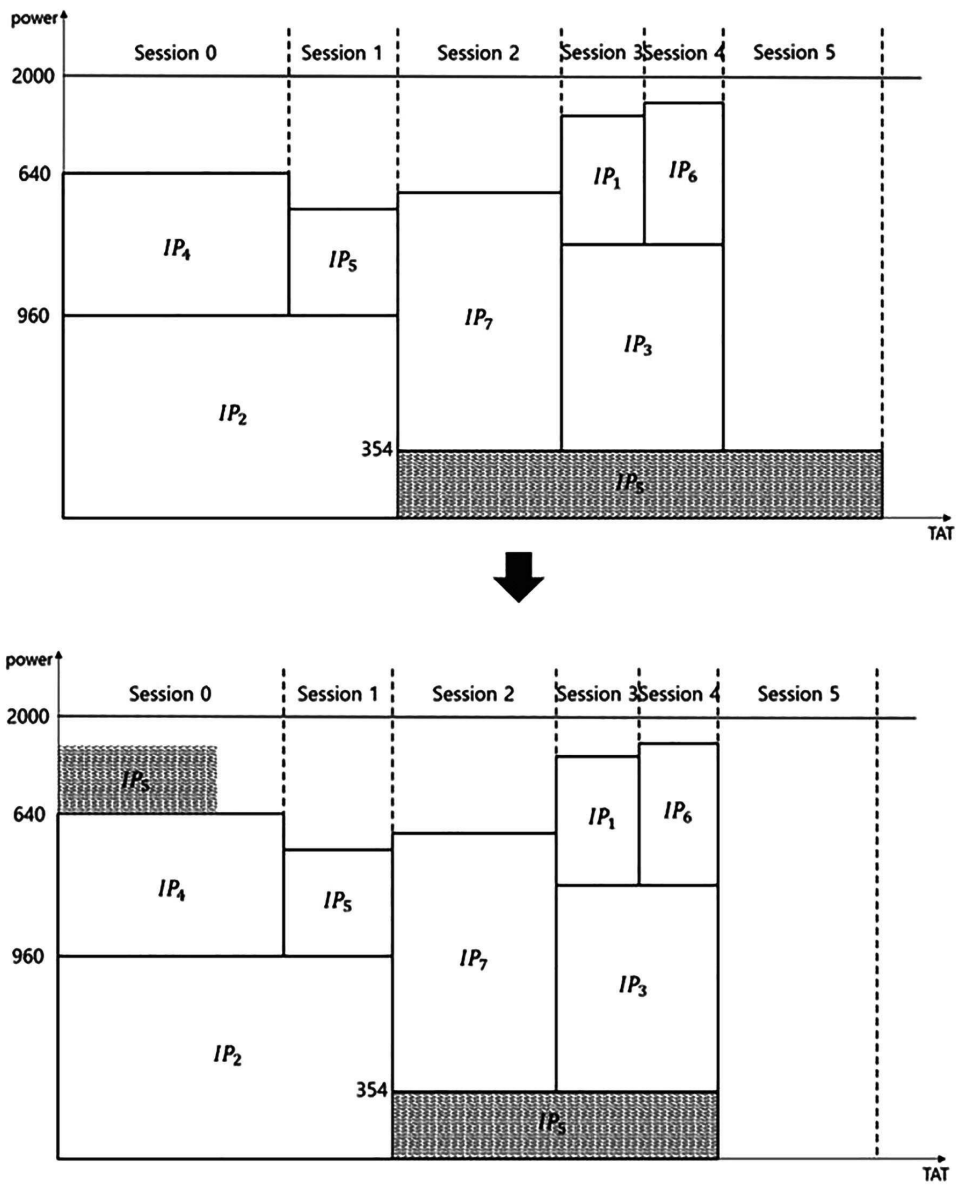 power
Session 0 Session 1 Session 2 Session 3 Session 4 Session 5
2000
640
IP₁ IP₆
IP₄ IP₅
960
IP₇
IP₃
IP₂
354
IP₅
TAT
power
Session 0 Session 1 Session 2 Session 3 Session 4 Session 5
2000
IP₅
640
IP₁ IP₆
IP₄ IP₅
960
IP₇
IP₃
IP₂
354
IP₅
TAT